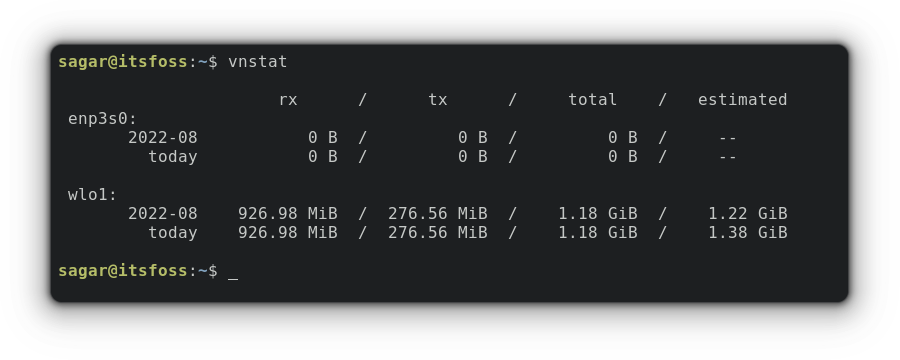 sagar@itsfoss:~$ vnstat
rx / tx / total / estimated
enp3s0:
2022-08 0 B / 0 B / 0 B / --
today 0 B / 0 B / 0 B / --
wlo1:
2022-08 926.98 MiB / 276.56 MiB / 1.18 GiB / 1.22 GiB
today 926.98 MiB / 276.56 MiB / 1.18 GiB / 1.38 GiB
sagar@itsfoss:~$ _